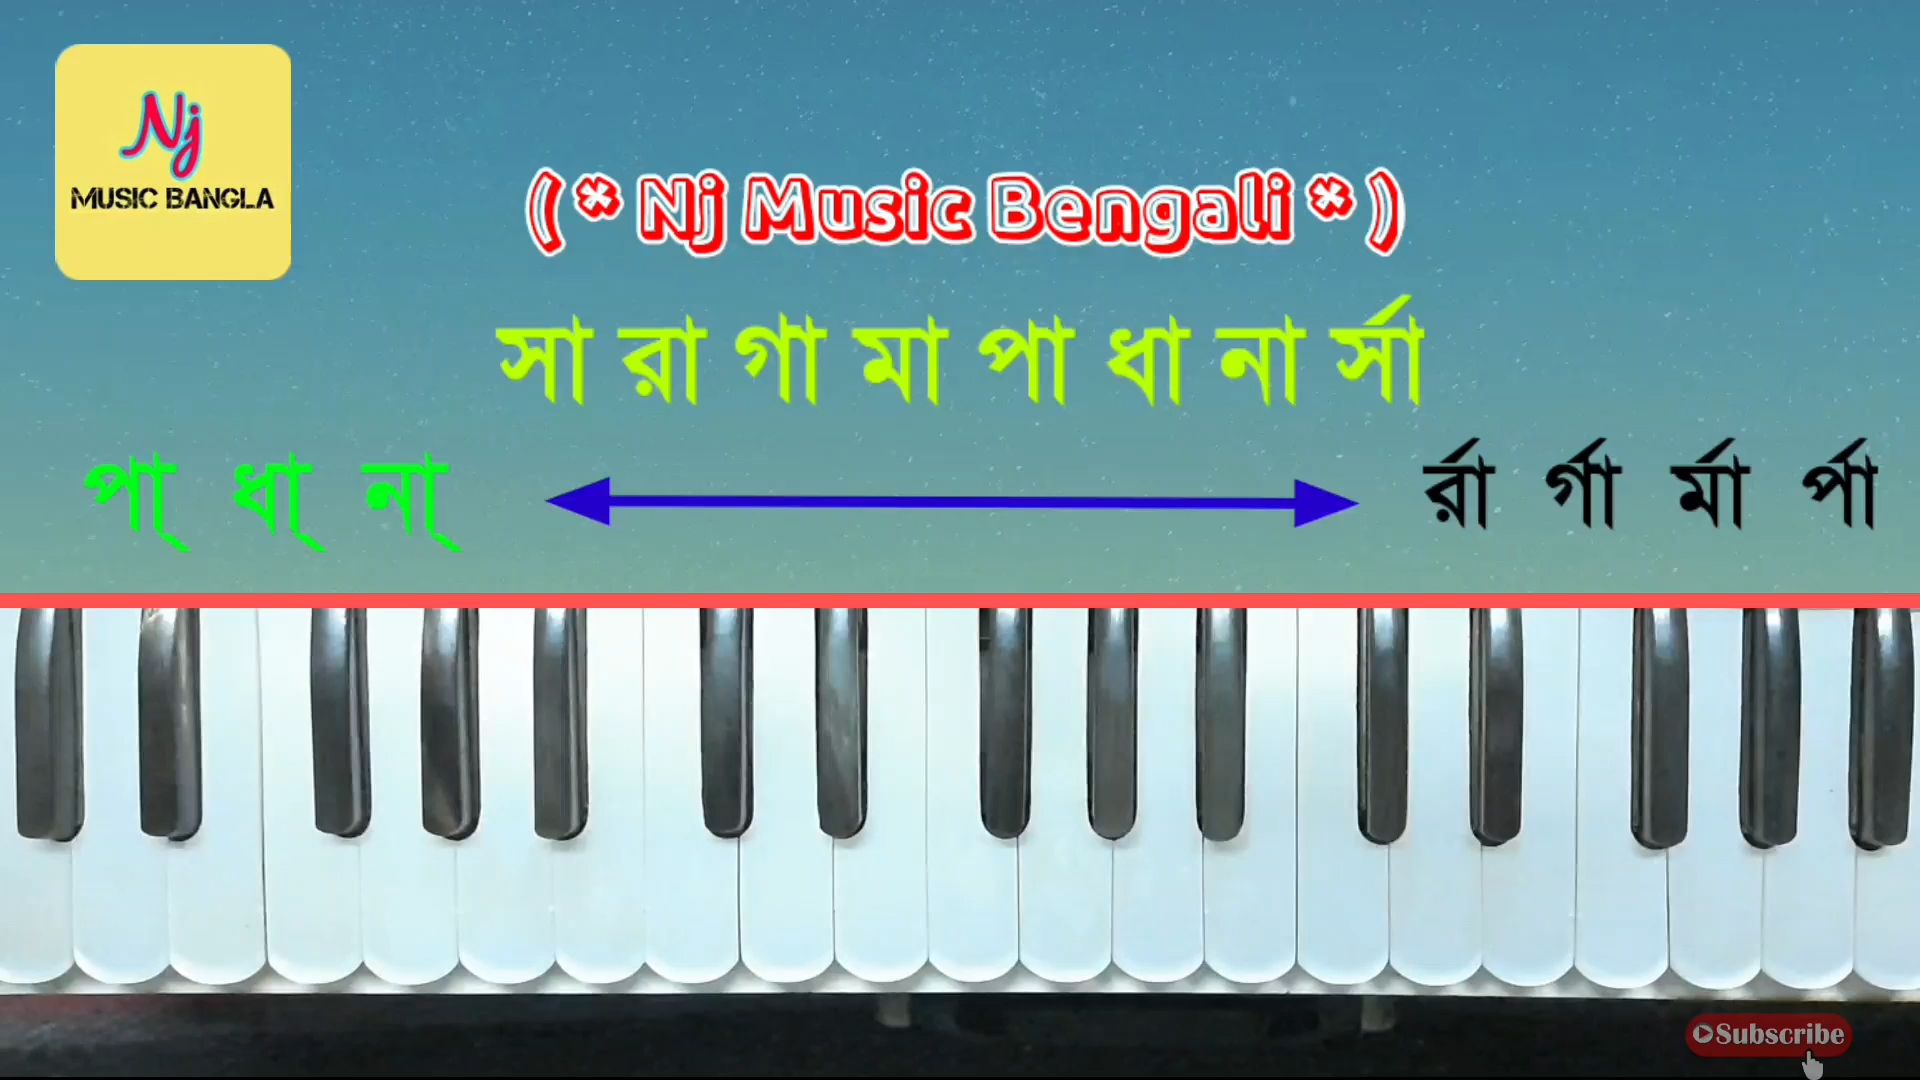 Nj
MUSIC BANGLA
(* Nj Music Bengali *)
সা রা গা মা পা ধা না র্সা
পা্ ধা্ না্
র্রা র্গা র্মা র্পা
Subscribe